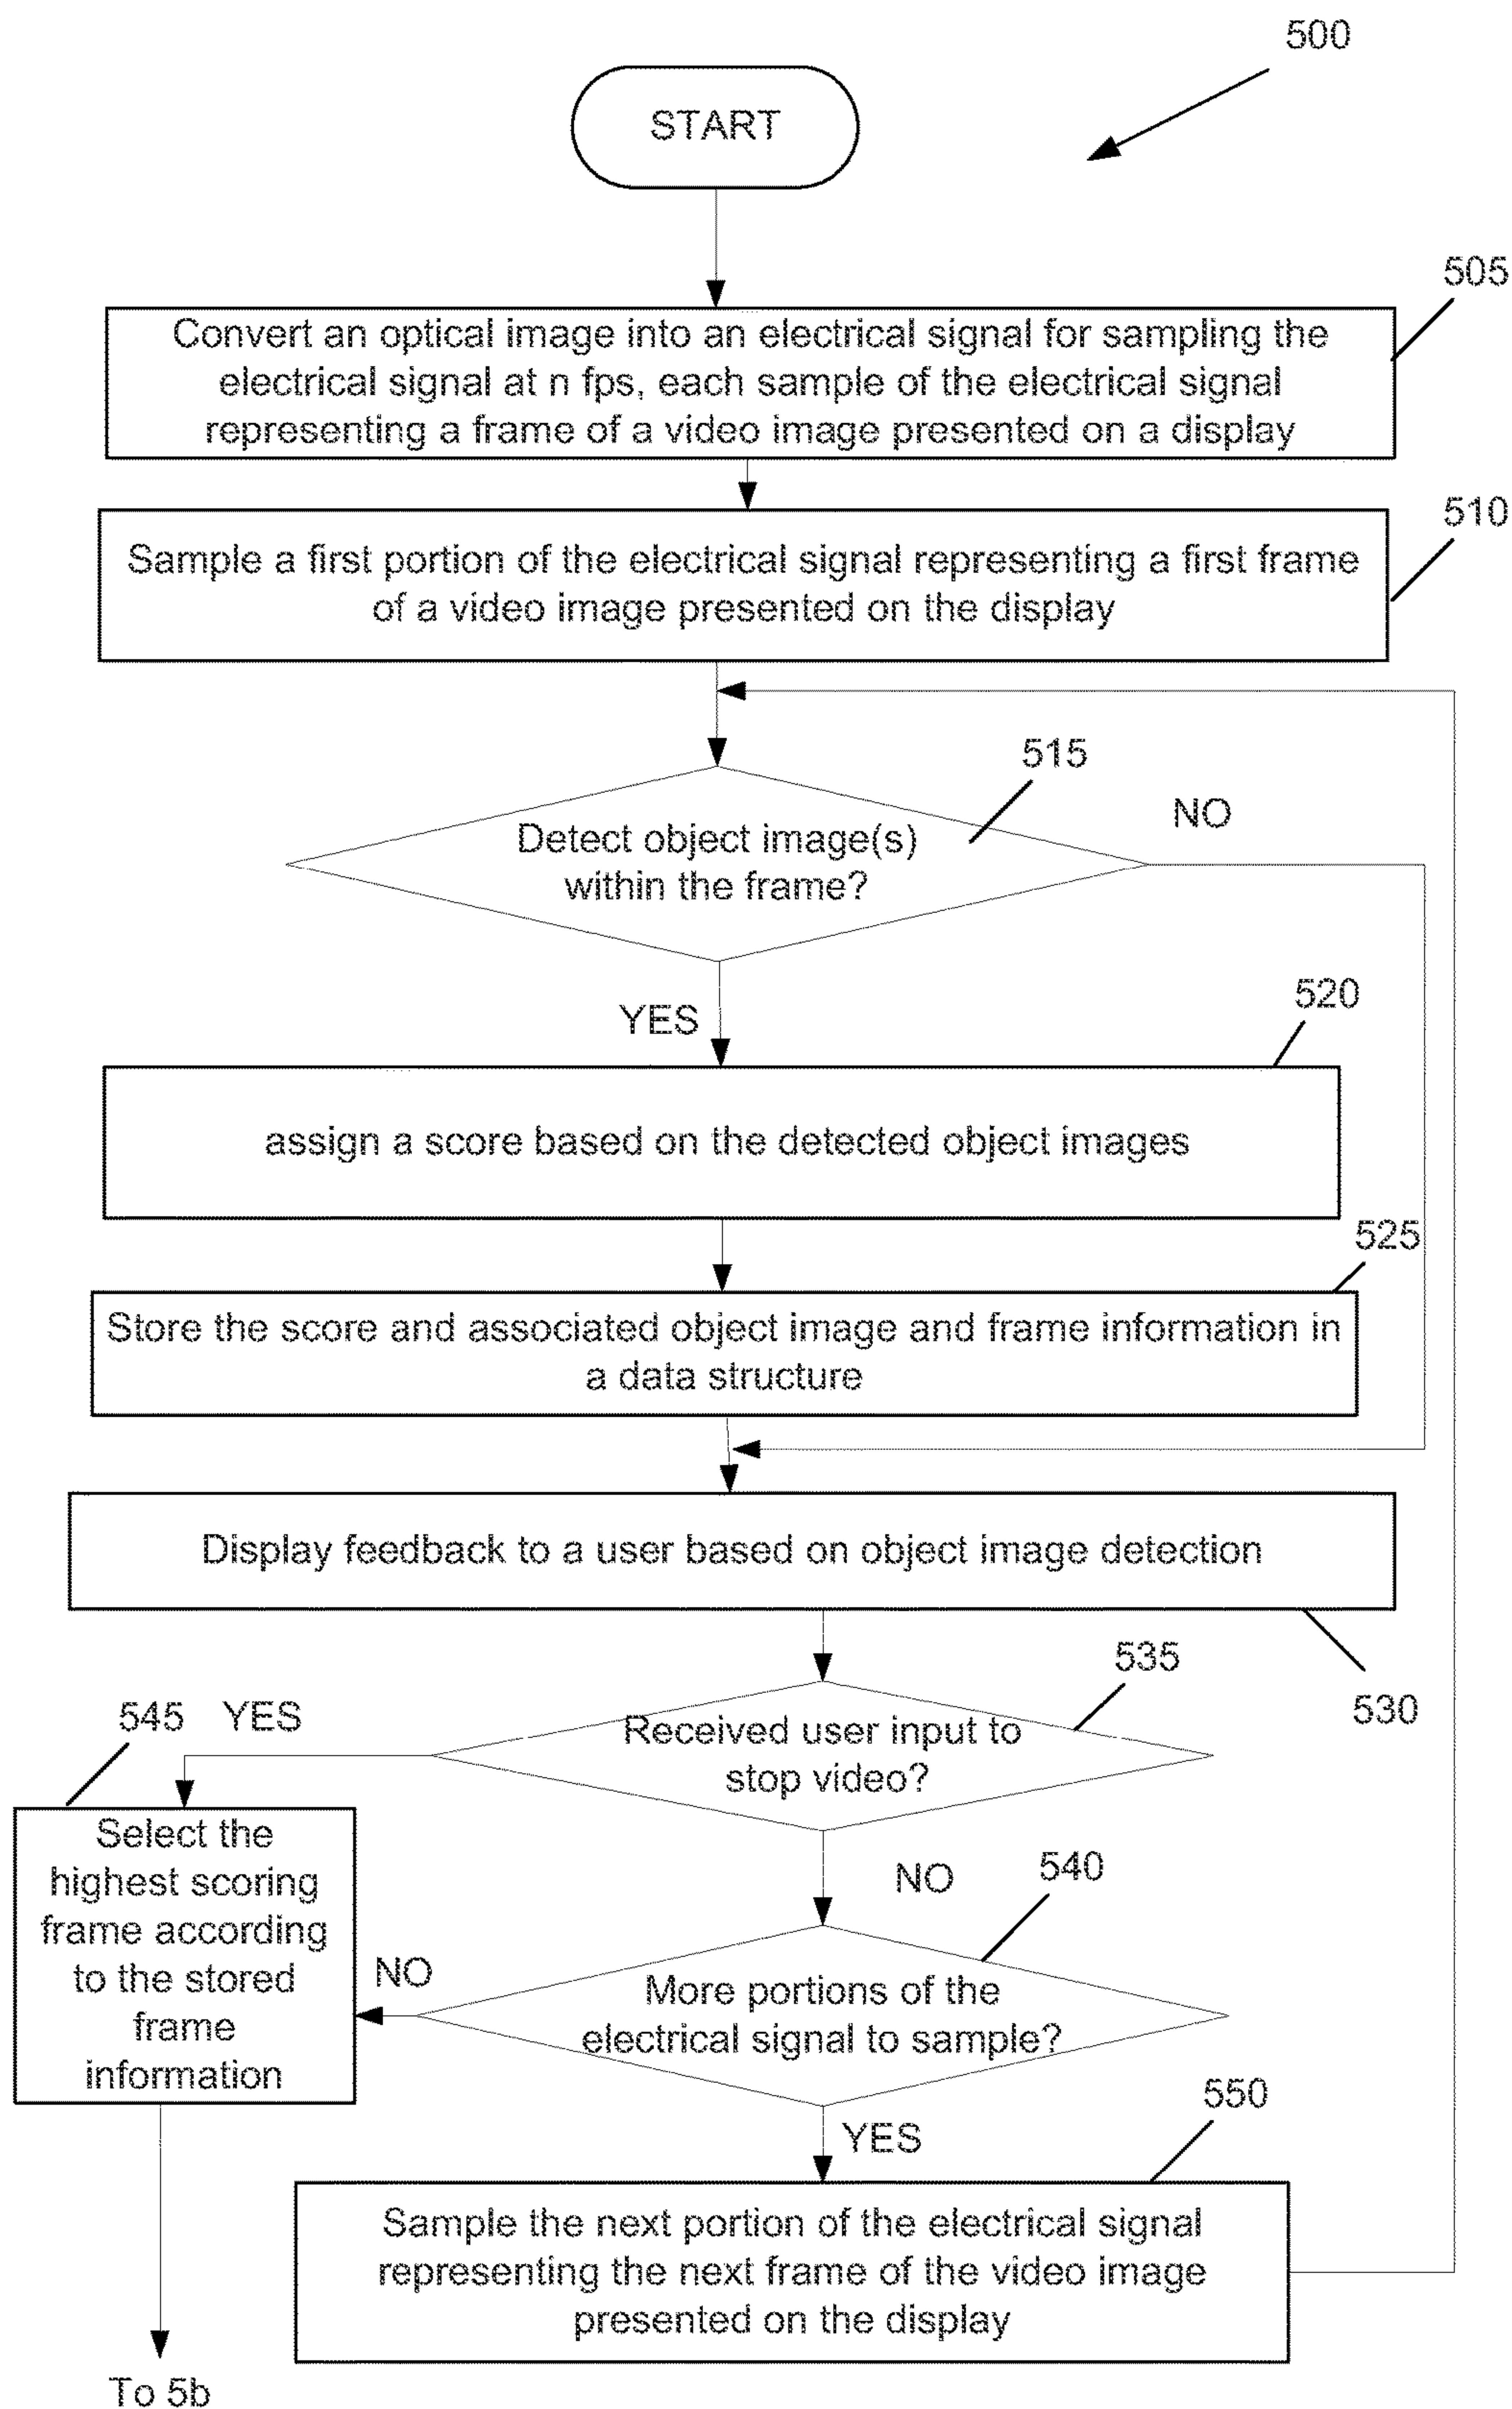 500
START
505
Convert an optical image into an electrical signal for sampling the
electrical signal at n fps, each sample of the electrical signal
representing a frame of a video image presented on a display
510
Sample a first portion of the electrical signal representing a first frame
of a video image presented on the display
515
NO
Detect object image(s)
within the frame?
YES
520
assign a score based on the detected object images
525
Store the score and associated object image and frame information in
a data structure
Display feedback to a user based on object image detection
530
535
545
YES
Received user input to
stop video?
Select the
highest scoring
frame according
to the stored
frame
information
NO
540
NO
More portions of the
electrical signal to sample?
YES
550
Sample the next portion of the electrical signal
representing the next frame of the video image
presented on the display
To 5b